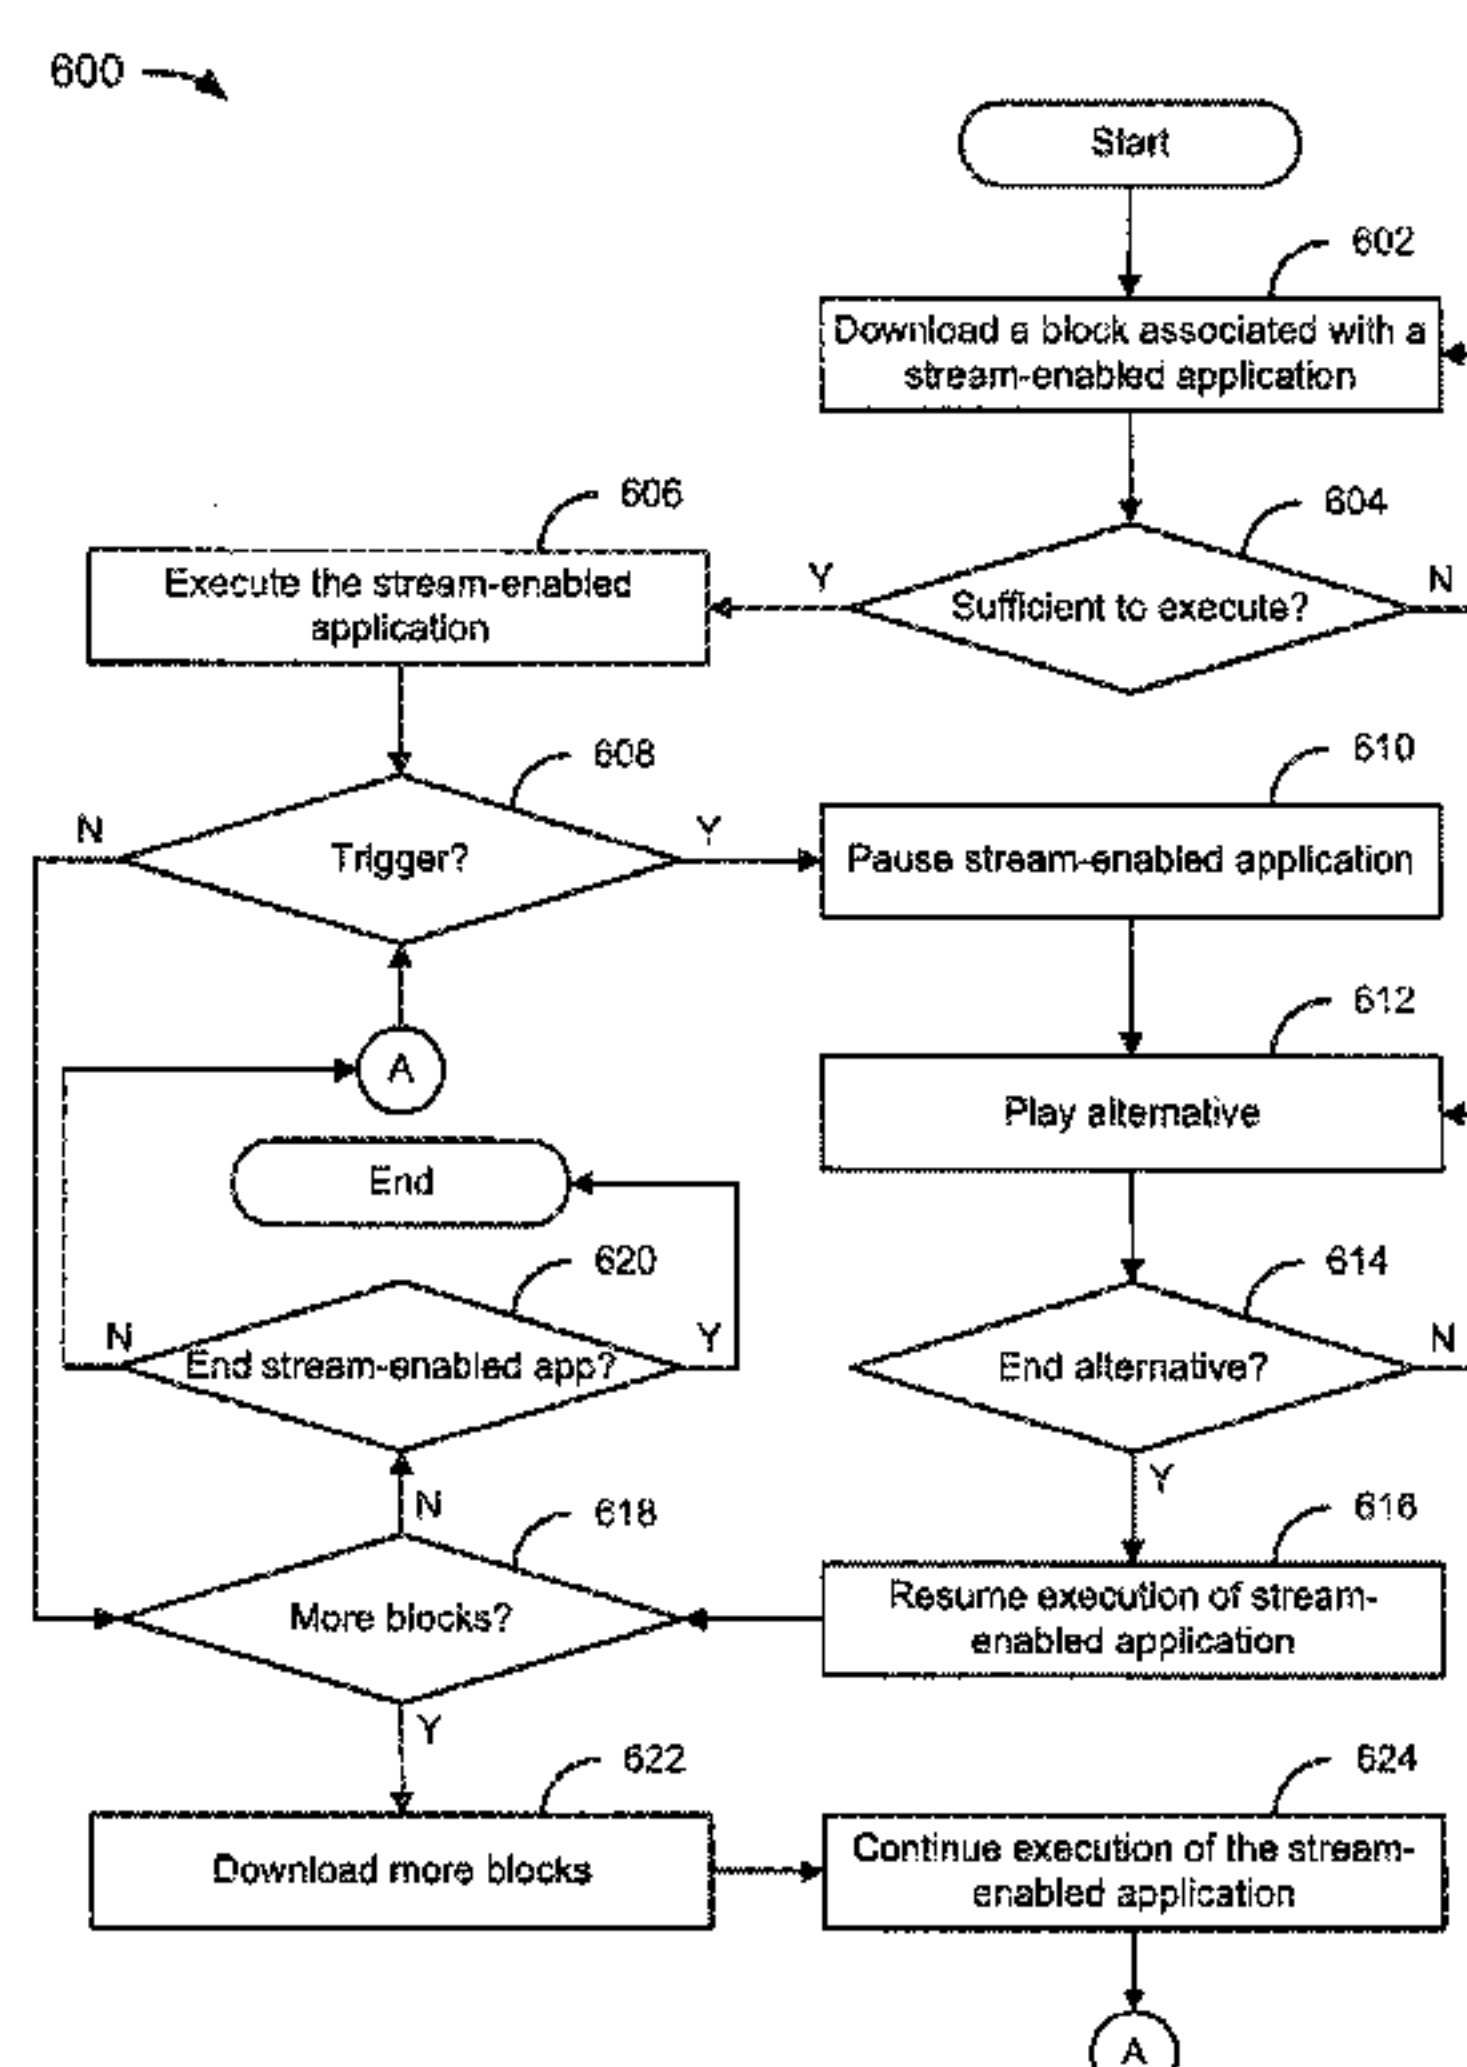 600
Start
602
Download a block associated with a
stream-enabled application
604
Sufficient to execute?
Y
N
606
Execute the stream-enabled
application
608
Trigger?
N
Y
610
Pause stream-enabled application
612
Play alternative
A
End
614
End alternative?
N
Y
620
End stream-enabled app?
N
Y
616
Resume execution of stream-
enabled application
618
More blocks?
N
Y
622
Download more blocks
624
Continue execution of the stream-
enabled application
A